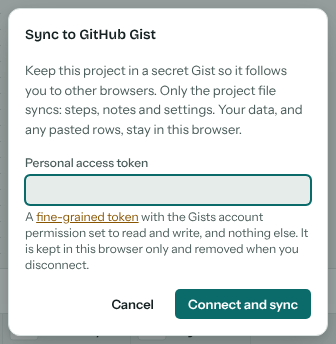 Sync to GitHub Gist
Keep this project in a secret Gist so it follows
you to other browsers. Only the project file
syncs: steps, notes and settings. Your data, and
any pasted rows, stay in this browser.
Personal access token
A fine-grained token with the Gists account
permission set to read and write, and nothing else. It
is kept in this browser only and removed when you
disconnect.
Cancel
Connect and sync